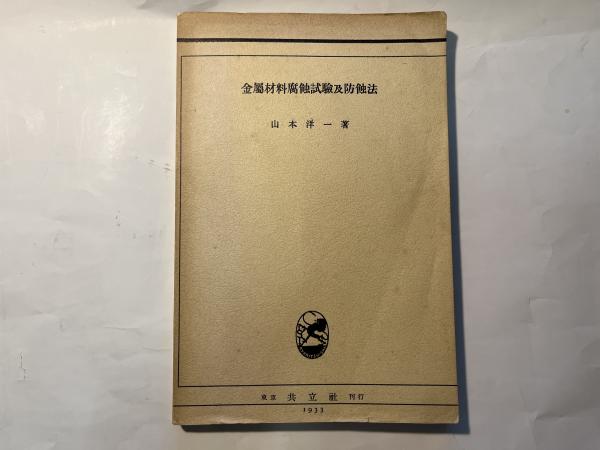 金屬材料腐蝕試驗及防蝕法
山本洋一著
東京 共立社 刊行
1933